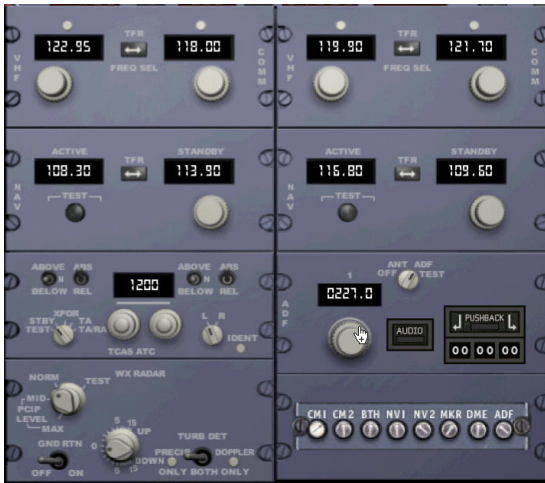 122.95 TFR 118.00
VHF FREQ SEL COMM
119.90 TFR 121.70
VHF FREQ SEL COMM
ACTIVE STANDBY
108.30 TFR 113.90
NAV TEST
ACTIVE STANDBY
116.80 TFR 109.60
NAV TEST
ABOVE ABS ABOVE ABS
N 1200 N
BELOW REL BELOW REL
XPDR
STBY TA L R
TEST TA/RA
IDENT
TCAS ATC
ANT ADF
1 OFF TEST
0227.0
ADF
AUDIO
PUSHBACK
00 00 00
WX RADAR
NORM TEST
MID
PCIP
LEVEL
MAX
5 15
UP
0
DOWN
5 15
GND RTN
OFF ON
TURB DET
PRECIP DOPPLER
ONLY BOTH ONLY
CM1 CM2 BTH NV1 NV2 MKR DME ADF